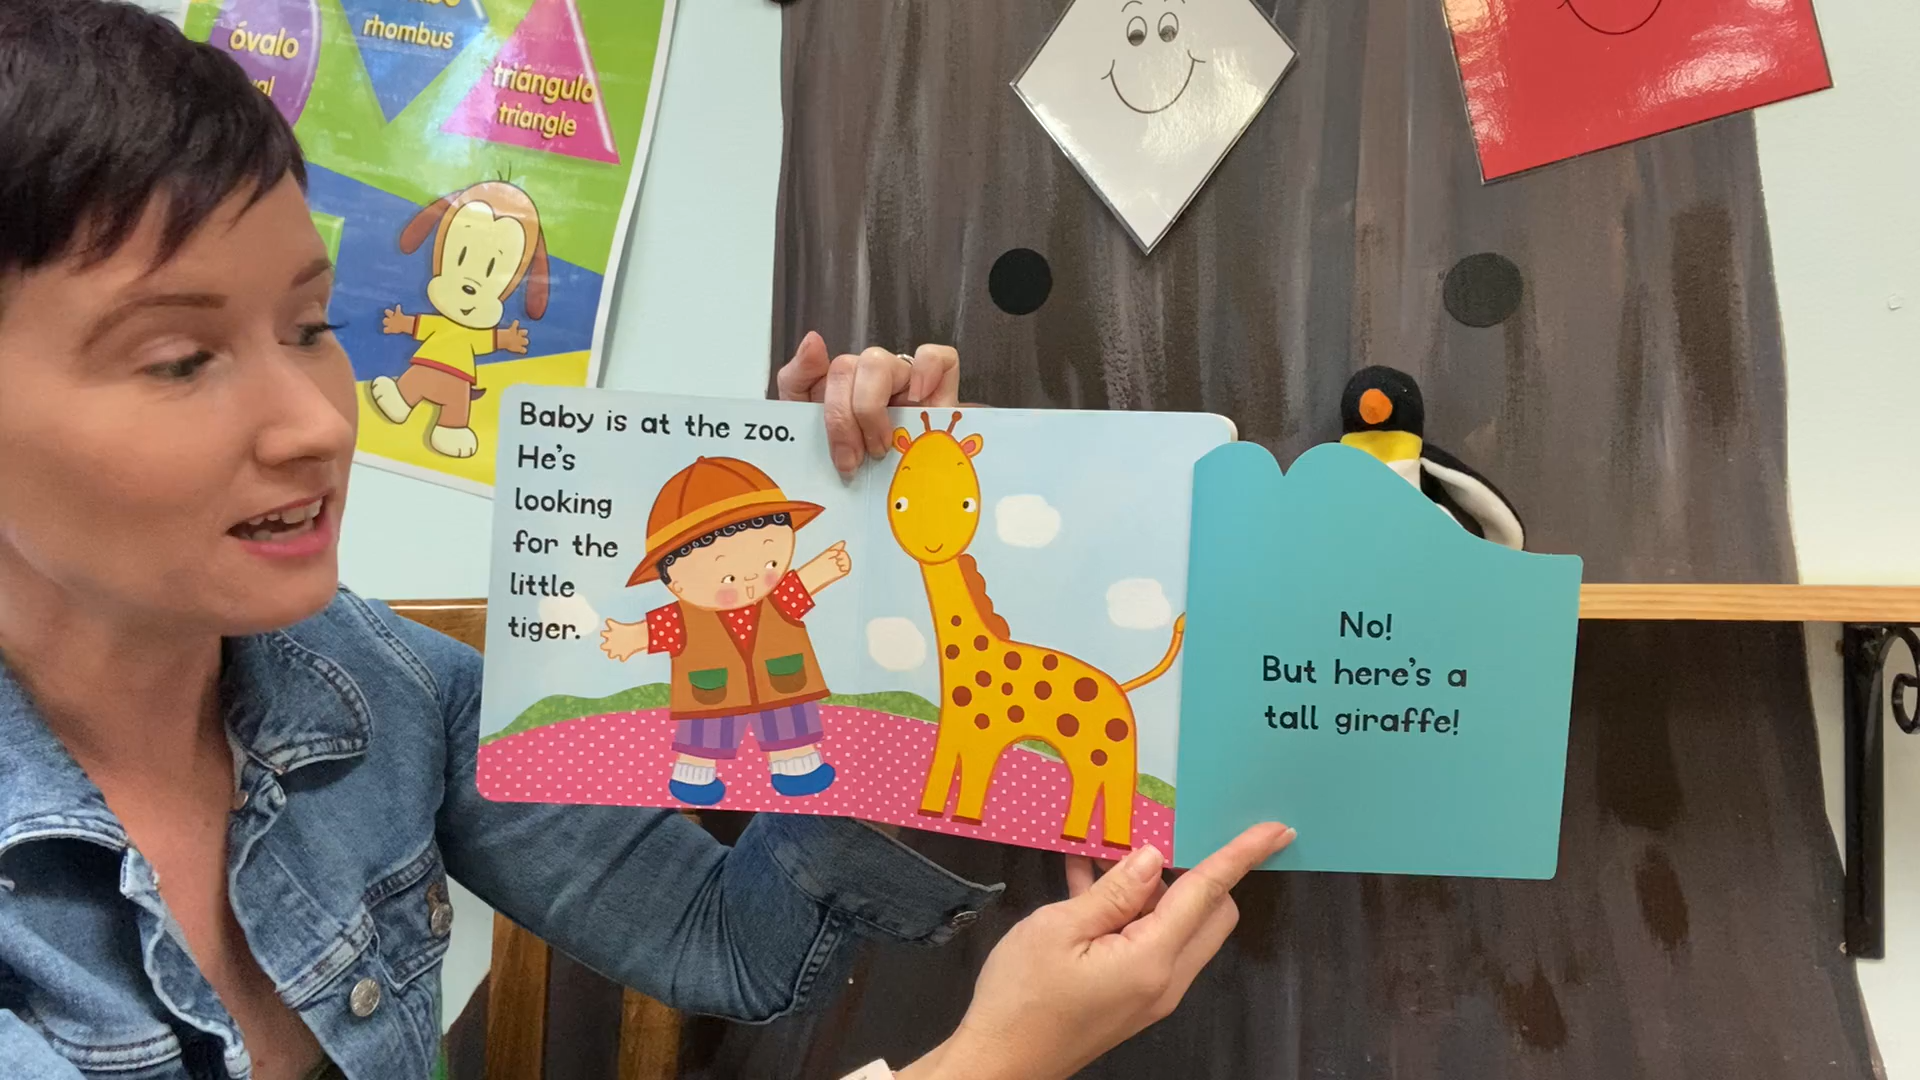 óvalo
rhombus
triángulo
triangle
Baby is at the zoo.
He's
looking
for the
little
tiger.
No!
But here's a
tall giraffe!